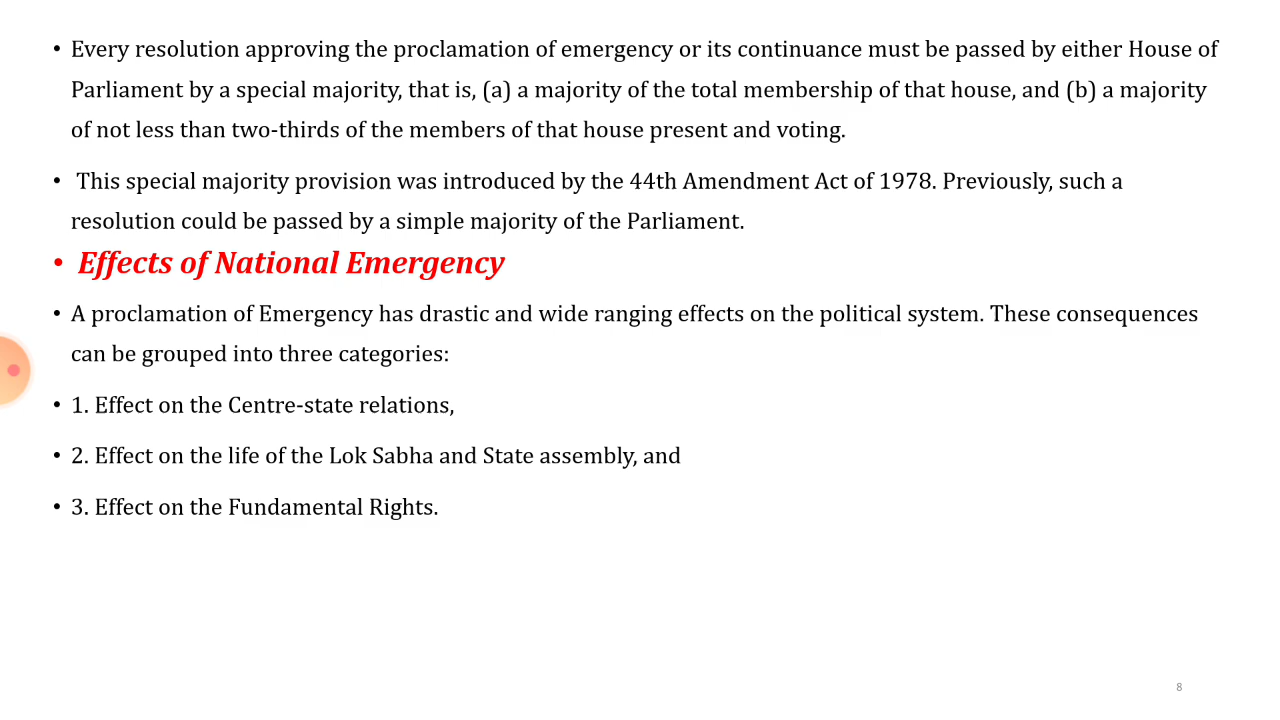 • Every resolution approving the proclamation of emergency or its continuance must be passed by either House of
Parliament by a special majority, that is, (a) a majority of the total membership of that house, and (b) a majority
of not less than two-thirds of the members of that house present and voting.
• This special majority provision was introduced by the 44th Amendment Act of 1978. Previously, such a
resolution could be passed by a simple majority of the Parliament.
• Effects of National Emergency
• A proclamation of Emergency has drastic and wide ranging effects on the political system. These consequences
can be grouped into three categories:
• 1. Effect on the Centre-state relations,
• 2. Effect on the life of the Lok Sabha and State assembly, and
• 3. Effect on the Fundamental Rights.
8